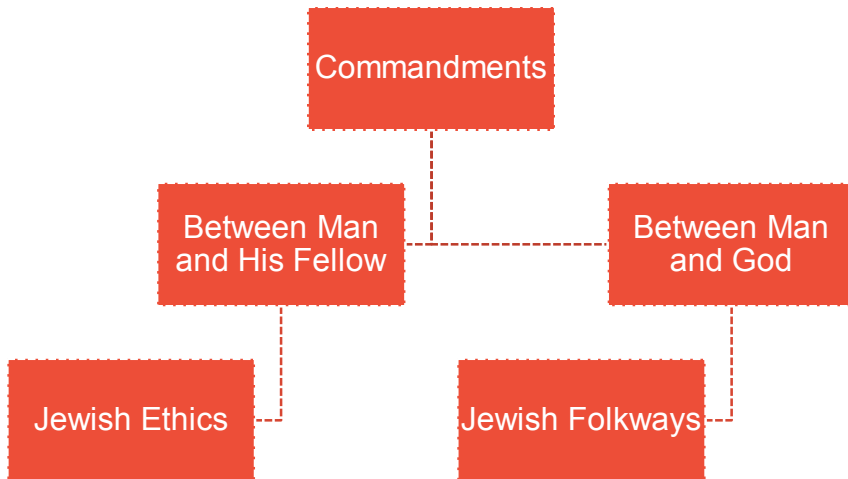 Commandments
Between Man
and His Fellow
Between Man
and God
Jewish Ethics
Jewish Folkways